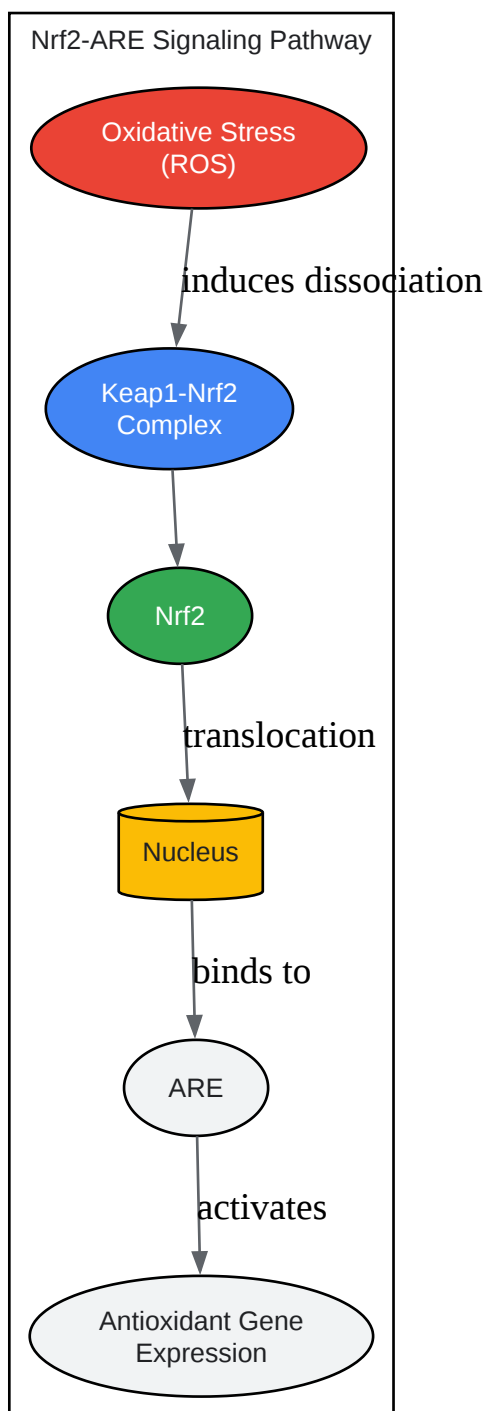 Nrf2-ARE Signaling Pathway
Oxidative Stress
(ROS)
induces dissociation
Keap1-Nrf2
Complex
Nrf2
translocation
Nucleus
binds to
ARE
activates
Antioxidant Gene
Expression